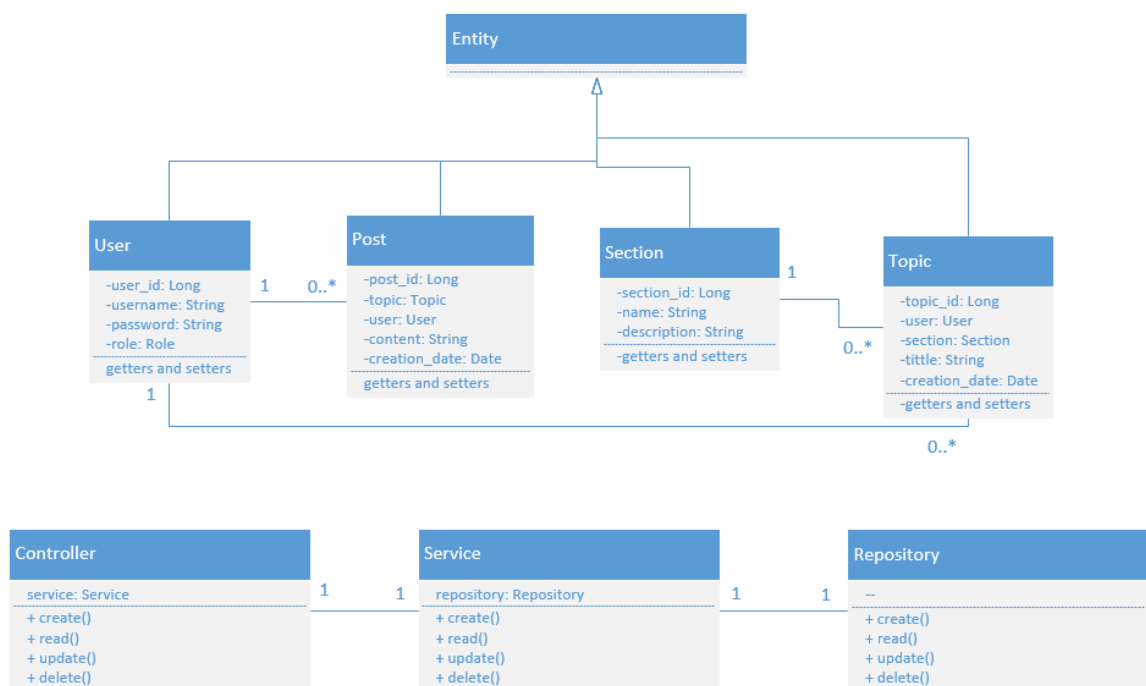 Entity
User
-user_id: Long
-username: String
-password: String
-role: Role
getters and setters
1
0..*
Post
-post_id: Long
-topic: Topic
-user: User
-content: String
-creation_date: Date
getters and setters
Section
-section_id: Long
-name: String
-description: String
-getters and setters
1
0..*
Topic
-topic_id: Long
-user: User
-section: Section
-tittle: String
-creation_date: Date
-getters and setters
1
0..*
Controller
service: Service
+ create()
+ read()
+ update()
+ delete()
1
1
Service
repository: Repository
+ create()
+ read()
+ update()
+ delete()
1
1
Repository
--
+ create()
+ read()
+ update()
+ delete()